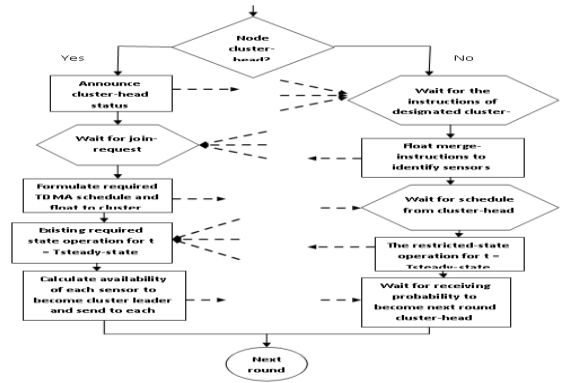 Node
cluster-
head?
Yes
No
Announce
cluster-head
status
Wait for the
instructions of
designated cluster-
Wait for join-
request
Float merge-
instructions to
identify sensors
Formulate required
TDMA schedule and
float to cluster
Wait for schedule
from cluster-head
Existing required
state operation for t
= Tsteady-state
The restricted-state
operation for t =
Tsteady-state
Calculate availability
of each sensor to
become cluster leader
and send to each
Wait for receiving
probability to
become next round
cluster-head
Next
round